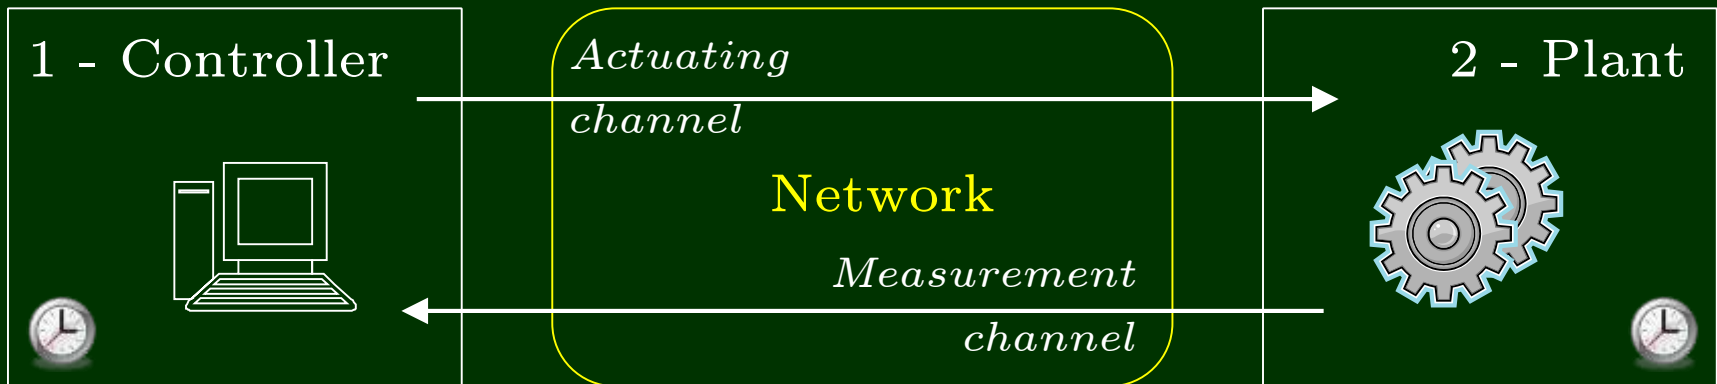 1 - Controller
Actuating
channel
Network
Measurement
channel
2 - Plant